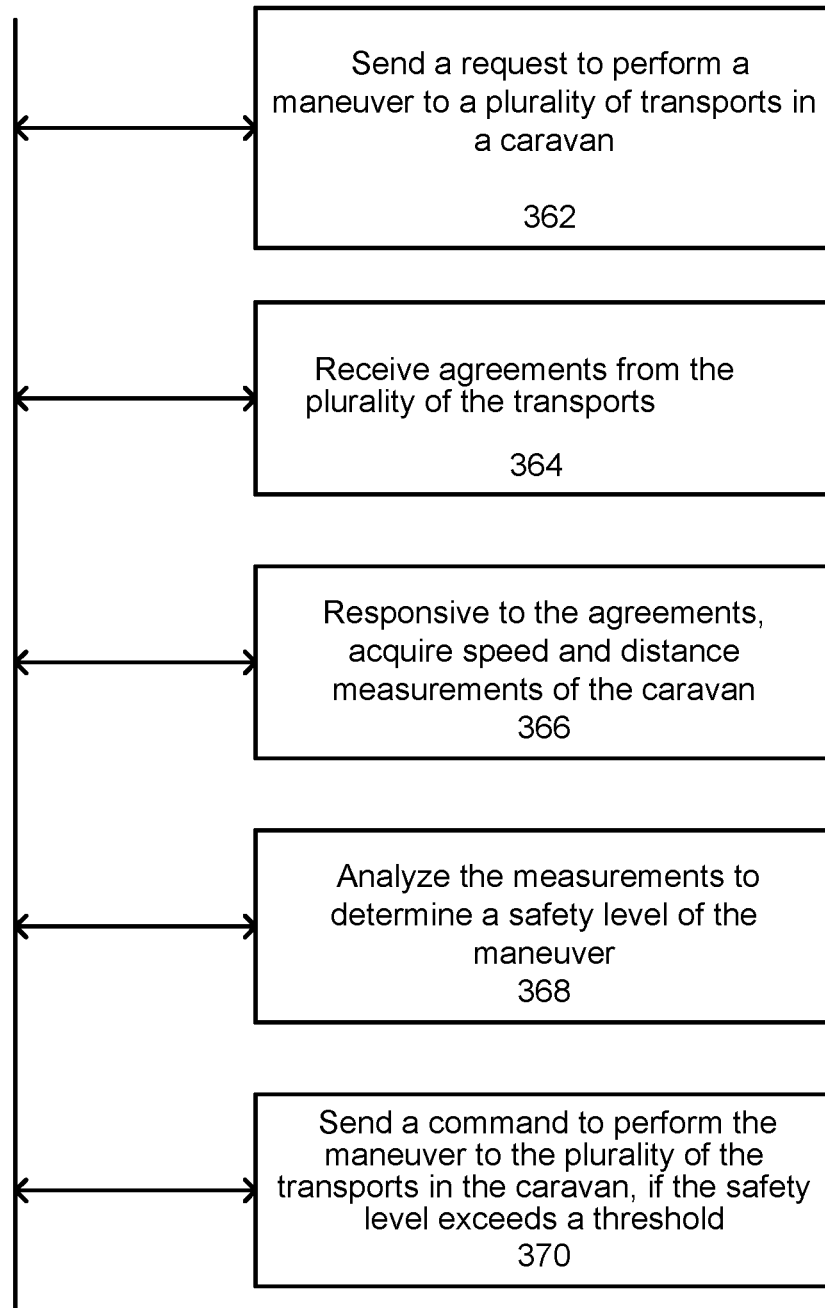 Send a request to perform a
maneuver to a plurality of transports in
a caravan
362
Receive agreements from the
plurality of the transports
364
Responsive to the agreements,
acquire speed and distance
measurements of the caravan
366
Analyze the measurements to
determine a safety level of the
maneuver
368
Send a command to perform the
maneuver to the plurality of the
transports in the caravan, if the safety
level exceeds a threshold
370